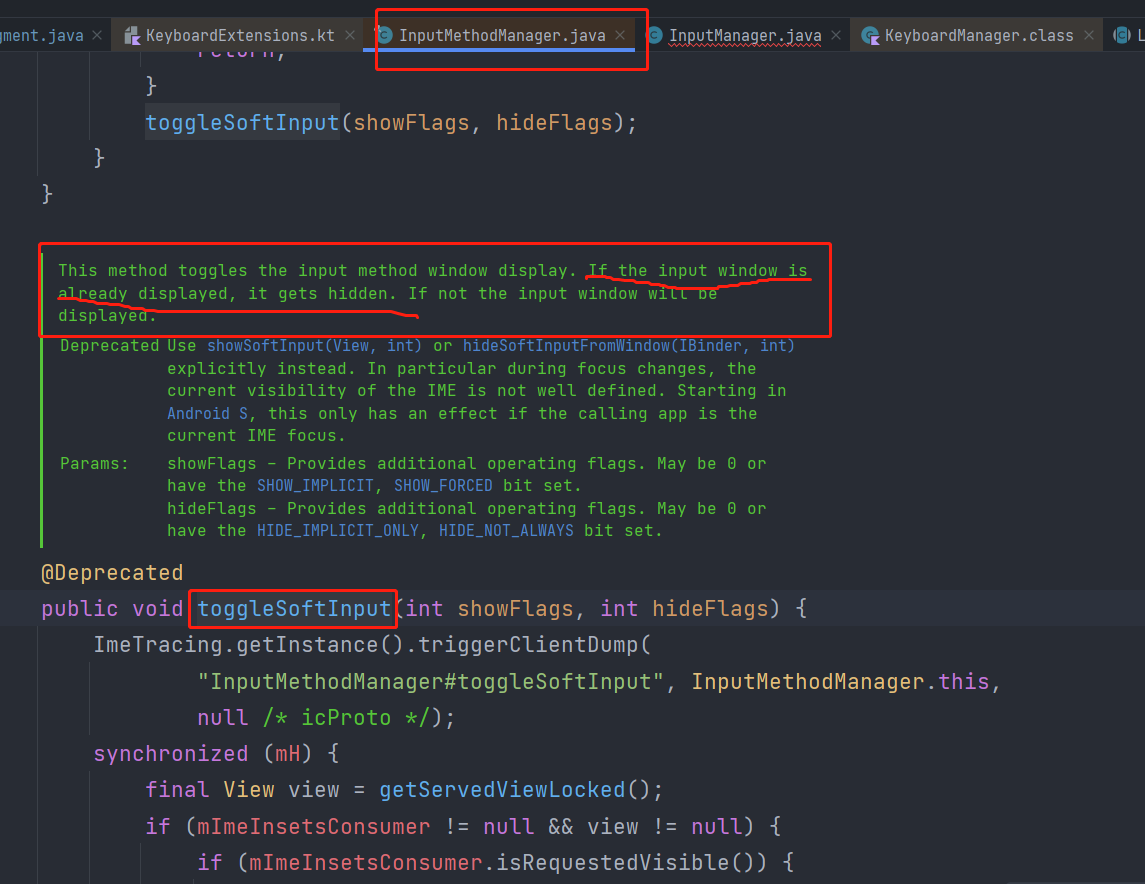 gment.java
KeyboardExtensions.kt
InputMethodManager.java
InputManager.java
KeyboardManager.class
L
return;
}
toggleSoftInput(showFlags, hideFlags);
}
}
This method toggles the input method window display. If the input window is
already displayed, it gets hidden. If not the input window will be
displayed.
Deprecated Use showSoftInput(View, int) or hideSoftInputFromWindow(IBinder, int)
explicitly instead. In particular during focus changes, the
current visibility of the IME is not well defined. Starting in
Android S, this only has an effect if the calling app is the
current IME focus.
Params: showFlags – Provides additional operating flags. May be 0 or
have the SHOW_IMPLICIT, SHOW_FORCED bit set.
hideFlags – Provides additional operating flags. May be 0 or
have the HIDE_IMPLICIT_ONLY, HIDE_NOT_ALWAYS bit set.
@Deprecated
public void toggleSoftInput(int showFlags, int hideFlags) {
ImeTracing.getInstance().triggerClientDump(
"InputMethodManager#toggleSoftInput", InputMethodManager.this,
null /* icProto */);
synchronized (mH) {
final View view = getServedViewLocked();
if (mImeInsetsConsumer != null && view != null) {
if (mImeInsetsConsumer.isRequestedVisible()) {